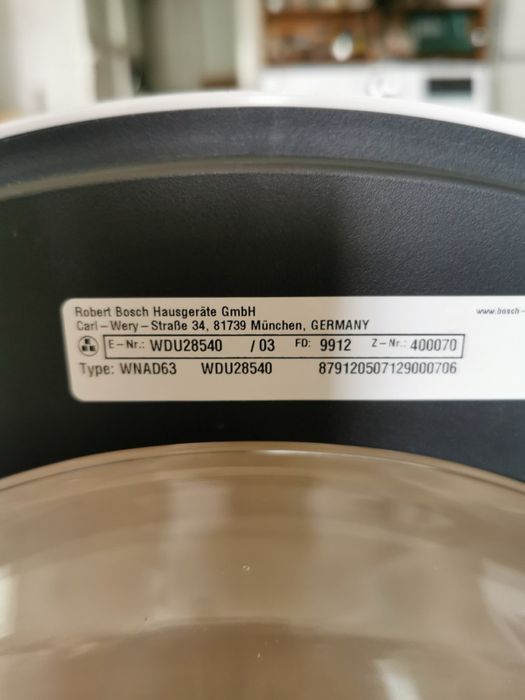 Robert Bosch Hausgeräte GmbH
www.bosch-
Carl-Wery-Straße 34, 81739 München, GERMANY
E-Nr.: WDU28540 / 03 FD: 9912 Z-Nr.: 400070
Type: WNAD63 WDU28540 879120507129000706